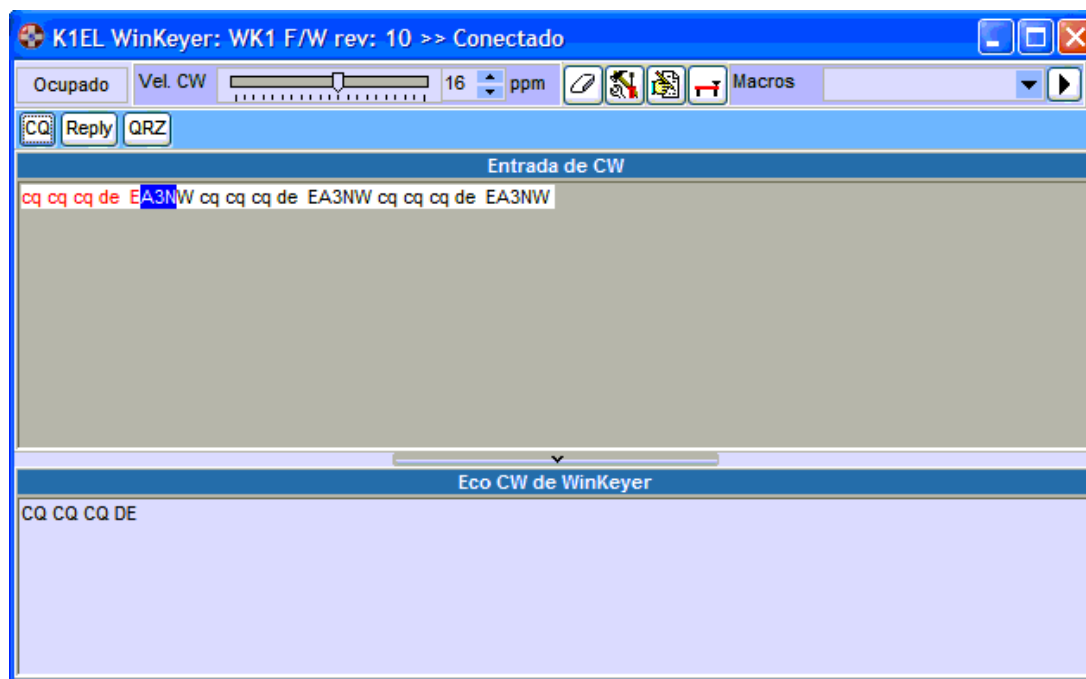 K1EL WinKeyer: WK1 F/W rev: 10 >> Conectado
Ocupado Vel. CW 16 ppm Macros
CQ Reply QRZ
Entrada de CW
cq cq cq de  EA3NW cq cq cq de  EA3NW cq cq cq de  EA3NW
Eco CW de WinKeyer
CQ CQ CQ DE